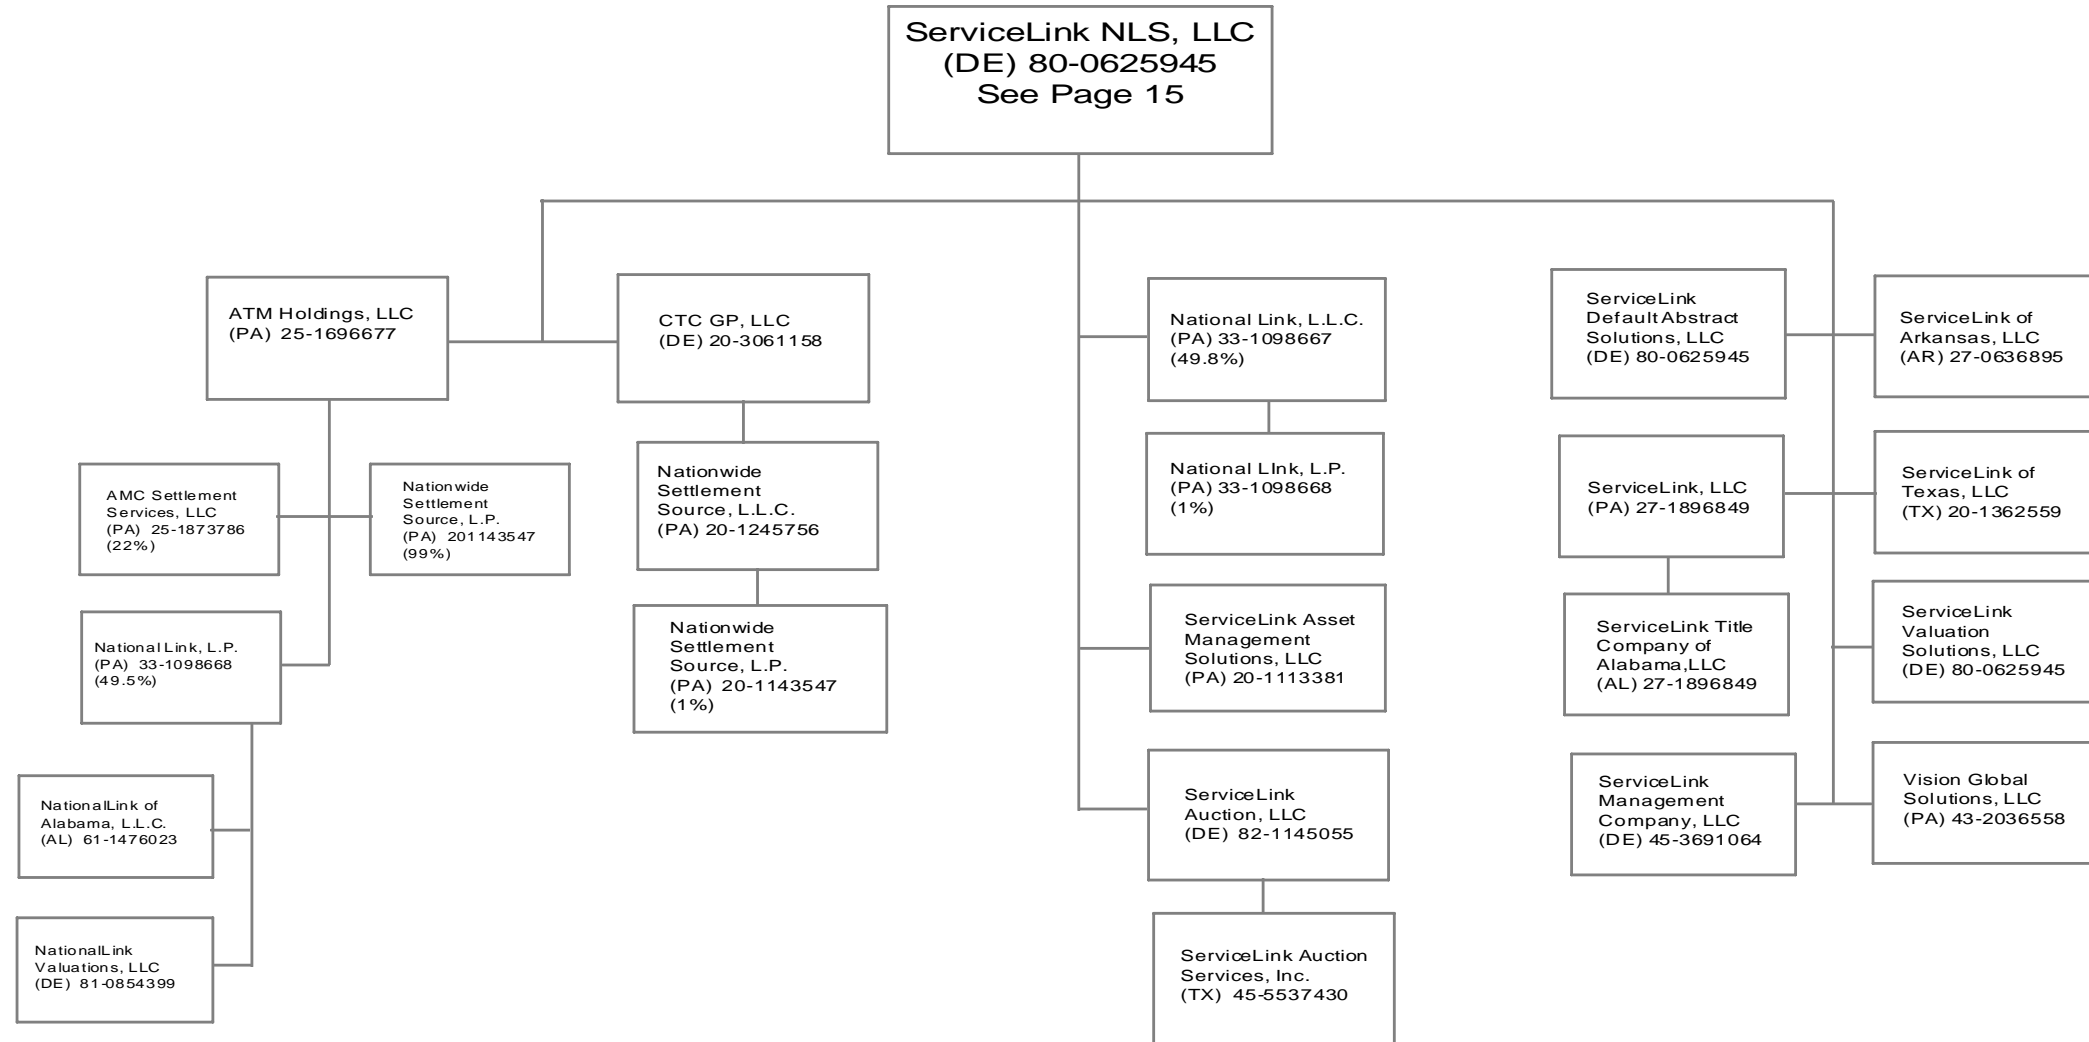 ServiceLink NLS, LLC
(DE) 80-0625945
See Page 15
ATM Holdings, LLC
(PA) 25-1696677
CTC GP, LLC
(DE) 20-3061158
National Link, L.L.C.
(PA) 33-1098667
(49.8%)
ServiceLink
Default Abstract
Solutions, LLC
(DE) 80-0625945
ServiceLink of
Arkansas, LLC
(AR) 27-0636895
AMC Settlement
Services, LLC
(PA) 25-1873786
(22%)
Nationwide
Settlement
Source, L.P.
(PA) 201143547
(99%)
Nationwide
Settlement
Source, L.L.C.
(PA) 20-1245756
National LInk, L.P.
(PA) 33-1098668
(1%)
ServiceLink, LLC
(PA) 27-1896849
ServiceLink of
Texas, LLC
(TX) 20-1362559
National Link, L.P.
(PA) 33-1098668
(49.5%)
Nationwide
Settlement
Source, L.P.
(PA) 20-1143547
(1%)
ServiceLink Asset
Management
Solutions, LLC
(PA) 20-1113381
ServiceLink Title
Company of
Alabama,LLC
(AL) 27-1896849
ServiceLink
Valuation
Solutions, LLC
(DE) 80-0625945
NationalLink of
Alabama, L.L.C.
(AL) 61-1476023
ServiceLink
Auction, LLC
(DE) 82-1145055
ServiceLink
Management
Company, LLC
(DE) 45-3691064
Vision Global
Solutions, LLC
(PA) 43-2036558
NationalLink
Valuations, LLC
(DE) 81-0854399
ServiceLink Auction
Services, Inc.
(TX) 45-5537430